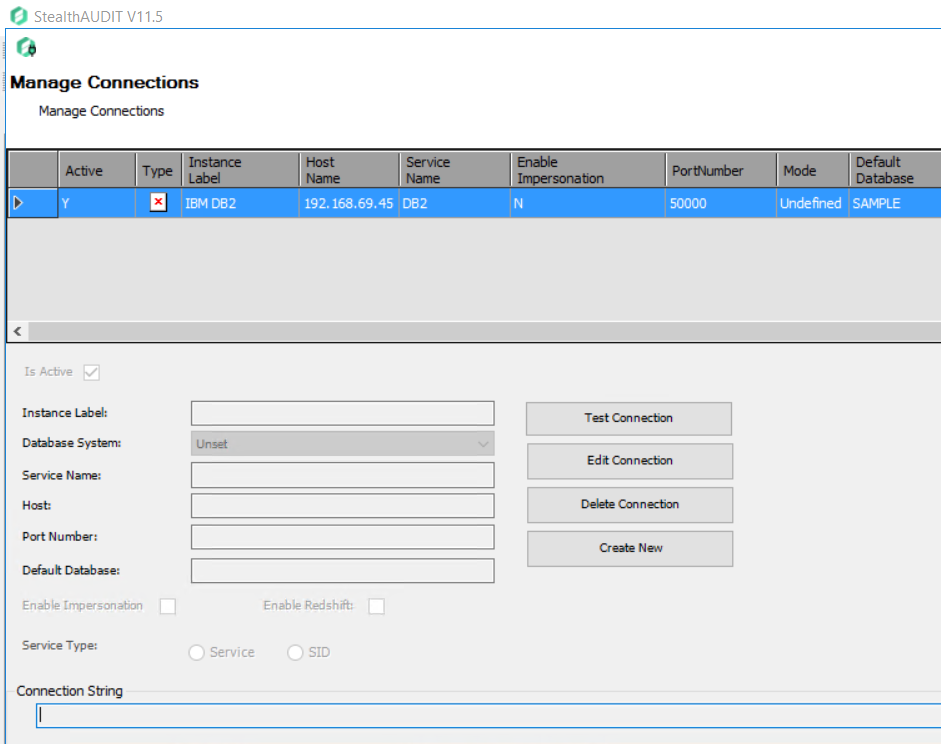 StealthAUDIT V11.5
Manage Connections
Manage Connections
Active Type Instance Label Host Name Service Name Enable Impersonation PortNumber Mode Default Database
Y IBM DB2 192.168.69.45 DB2 N 50000 Undefined SAMPLE
Is Active
Instance Label:
Test Connection
Database System: Unset
Edit Connection
Service Name:
Host:
Delete Connection
Port Number:
Create New
Default Database:
Enable Impersonation Enable Redshift:
Service Type: Service SID
Connection String